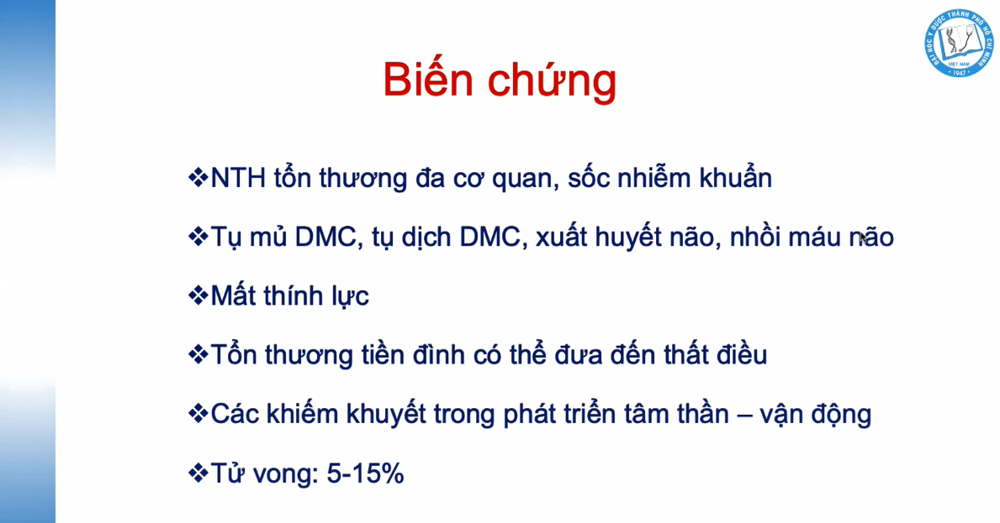 ĐẠI HỌC Y DƯỢC THÀNH PHỐ HỒ CHÍ MINH
VIỆT NAM
1947
Biến chứng
❖NTH tổn thương đa cơ quan, sốc nhiễm khuẩn
❖Tụ mủ DMC, tụ dịch DMC, xuất huyết não, nhồi máu não
❖Mất thính lực
❖Tổn thương tiền đình có thể đưa đến thất điều
❖Các khiếm khuyết trong phát triển tâm thần – vận động
❖Tử vong: 5-15%